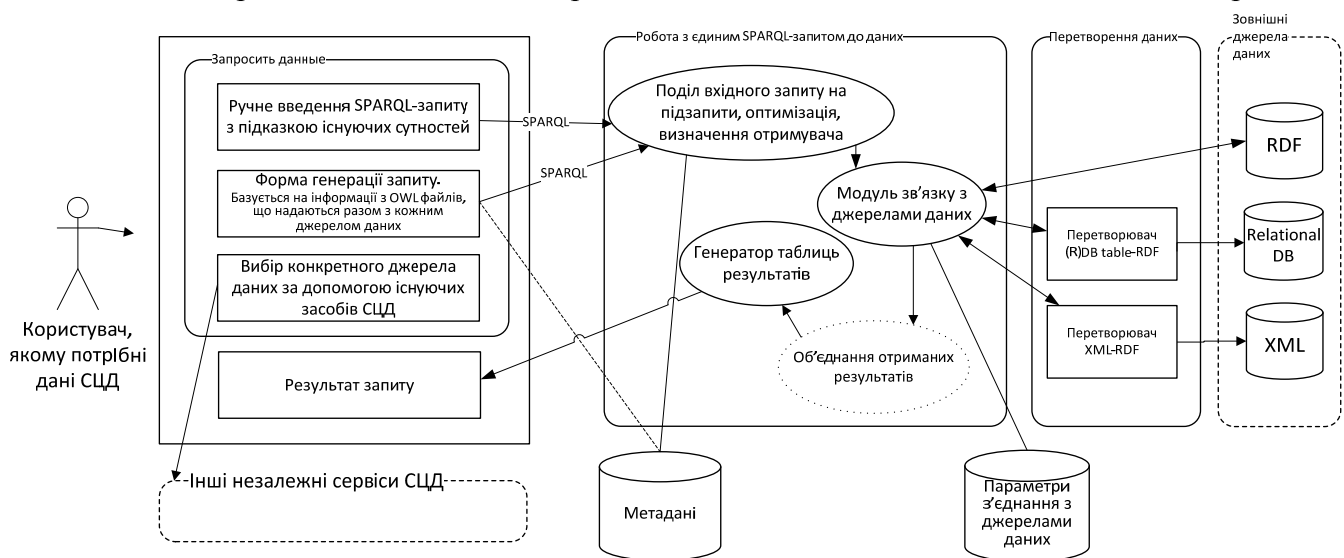 Запросить данные
Ручне введення SPARQL-запиту
з підказкою існуючих сутностей
Форма генерації запиту.
Базується на інформації з OWL файлів,
що надаються разом з кожним
джерелом даних
Вибір конкретного джерела
даних за допомогою існуючих
засобів СЦД
Результат запиту
Користувач,
якому потрібні
дані СЦД
Інші незалежні сервіси СЦД
SPARQL
SPARQL
Робота з єдиним SPARQL-запитом до даних
Поділ вхідного запиту на
підзапити, оптимізація,
визначення отримувача
Модуль зв’язку з
джерелами даних
Генератор таблиць
результатів
Об’єднання отриманих
результатів
Метадані
Параметри
з’єднання з
джерелами
даних
Перетворення даних
Перетворювач
(R)DB table-RDF
Перетворювач
XML-RDF
Зовнішні
джерела
даних
RDF
Relational
DB
XML